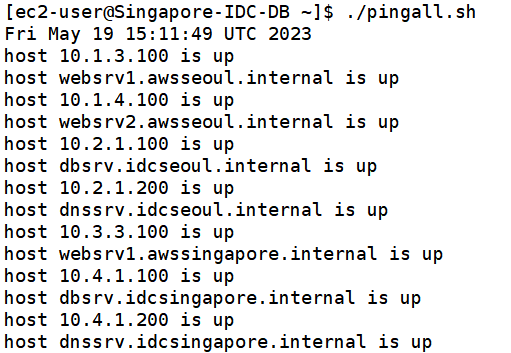 [ec2-user@Singapore-IDC-DB ~]$ ./pingall.sh
Fri May 19 15:11:49 UTC 2023
host 10.1.3.100 is up
host websrv1.awsseoul.internal is up
host 10.1.4.100 is up
host websrv2.awsseoul.internal is up
host 10.2.1.100 is up
host dbsrv.idcseoul.internal is up
host 10.2.1.200 is up
host dnssrv.idcseoul.internal is up
host 10.3.3.100 is up
host websrv1.awssingapore.internal is up
host 10.4.1.100 is up
host dbsrv.idcsingapore.internal is up
host 10.4.1.200 is up
host dnssrv.idcsingapore.internal is up